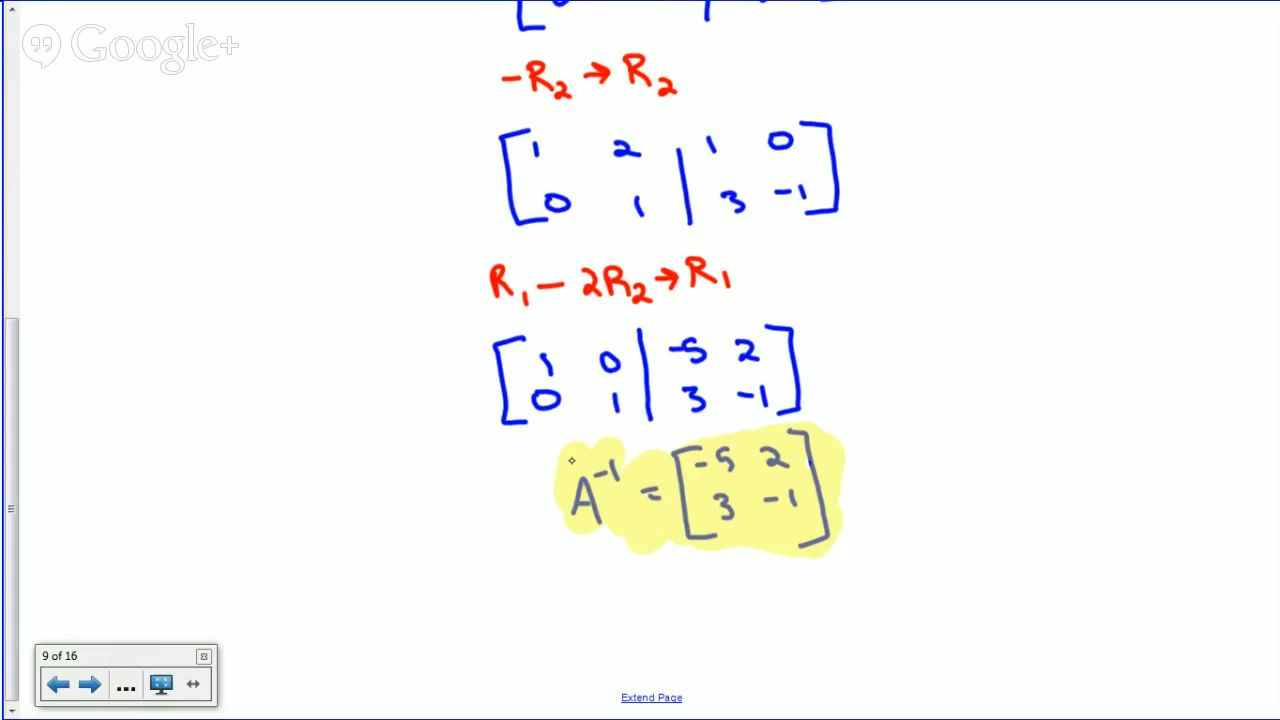 Google+
-R2 → R2
[ 1 2 | 1 0 ]
[ 0 1 | 3 -1 ]
R1 - 2R2 → R1
[ 1 0 | -5 2 ]
[ 0 1 | 3 -1 ]
A^-1 = [ -5 2 ]
[ 3 -1 ]
9 of 16
...
Extend Page